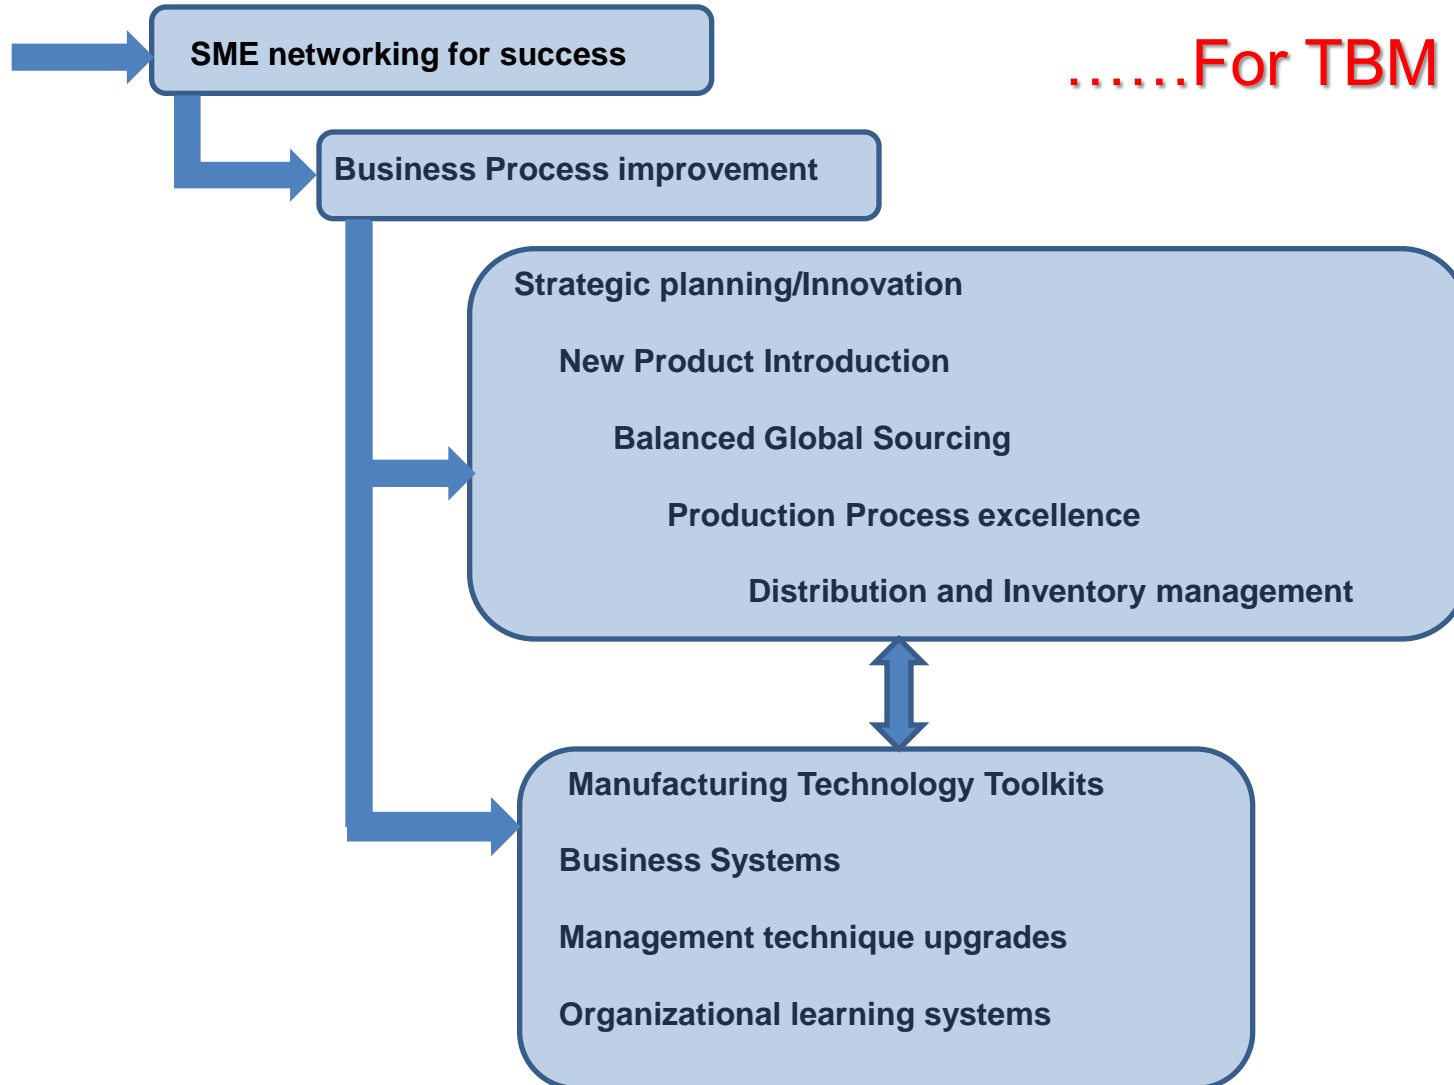 SME networking for success
……For TBM
Business Process improvement
Strategic planning/Innovation
New Product Introduction
Balanced Global Sourcing
Production Process excellence
Distribution and Inventory management
Manufacturing Technology Toolkits
Business Systems
Management technique upgrades
Organizational learning systems